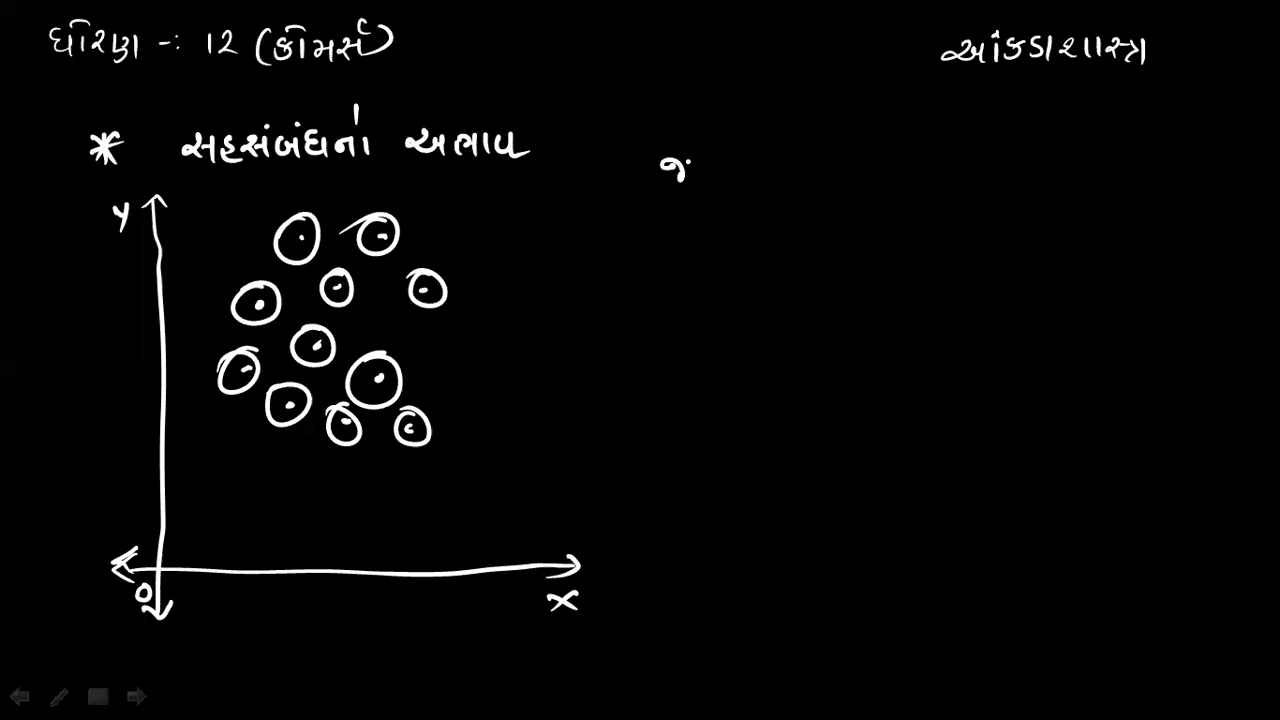 ધોરણ -: 12 (કોમર્સ)
આંકડાશાસ્ત્ર
* સહસંબંધનો અભાવ
જ
Y
0
X